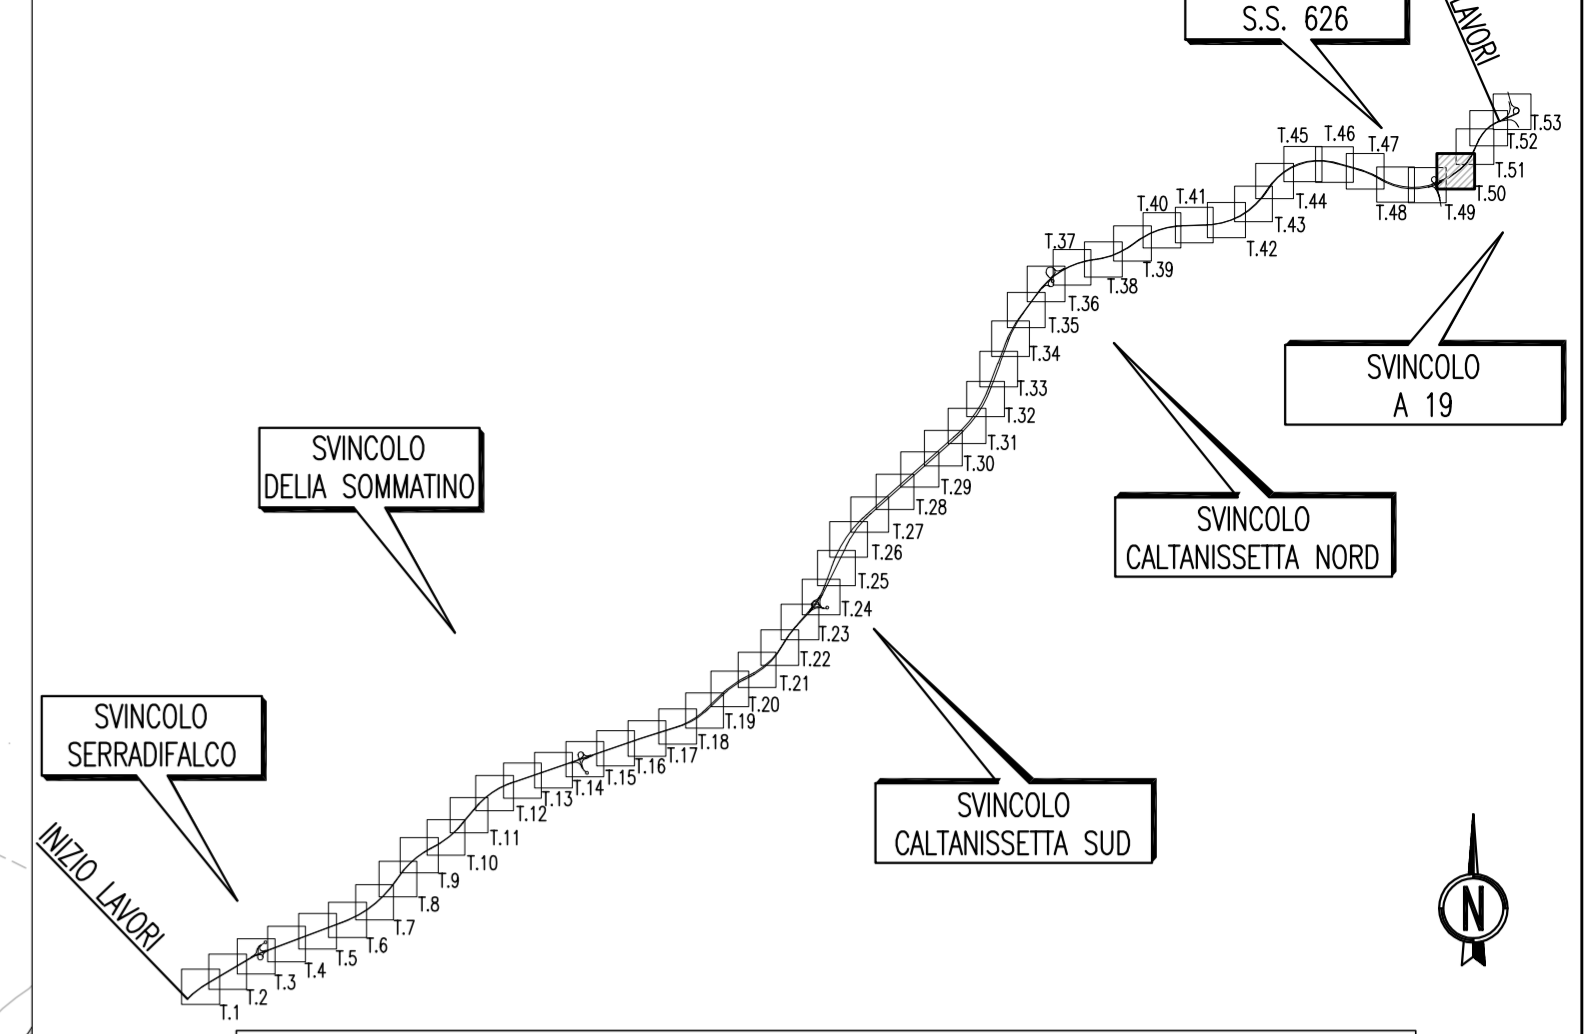 S.S. 626
LAVORI
T.53
T.52
T.51
T.50
T.49
T.48
T.47
T.46
T.45
T.44
T.43
T.42
T.41
T.40
T.39
T.38
T.37
T.36
T.35
T.34
T.33
T.32
T.31
T.30
T.29
T.28
T.27
T.26
T.25
T.24
T.23
T.22
T.21
T.20
T.19
T.18
T.17
T.16
T.15
T.14
T.13
T.12
T.11
T.10
T.9
T.8
T.7
T.6
T.5
T.4
T.3
T.2
T.1
SVINCOLO
A 19
SVINCOLO
DELIA SOMMATINO
SVINCOLO
CALTANISSETTA NORD
SVINCOLO
SERRADIFALCO
SVINCOLO
CALTANISSETTA SUD
INIZIO LAVORI
N